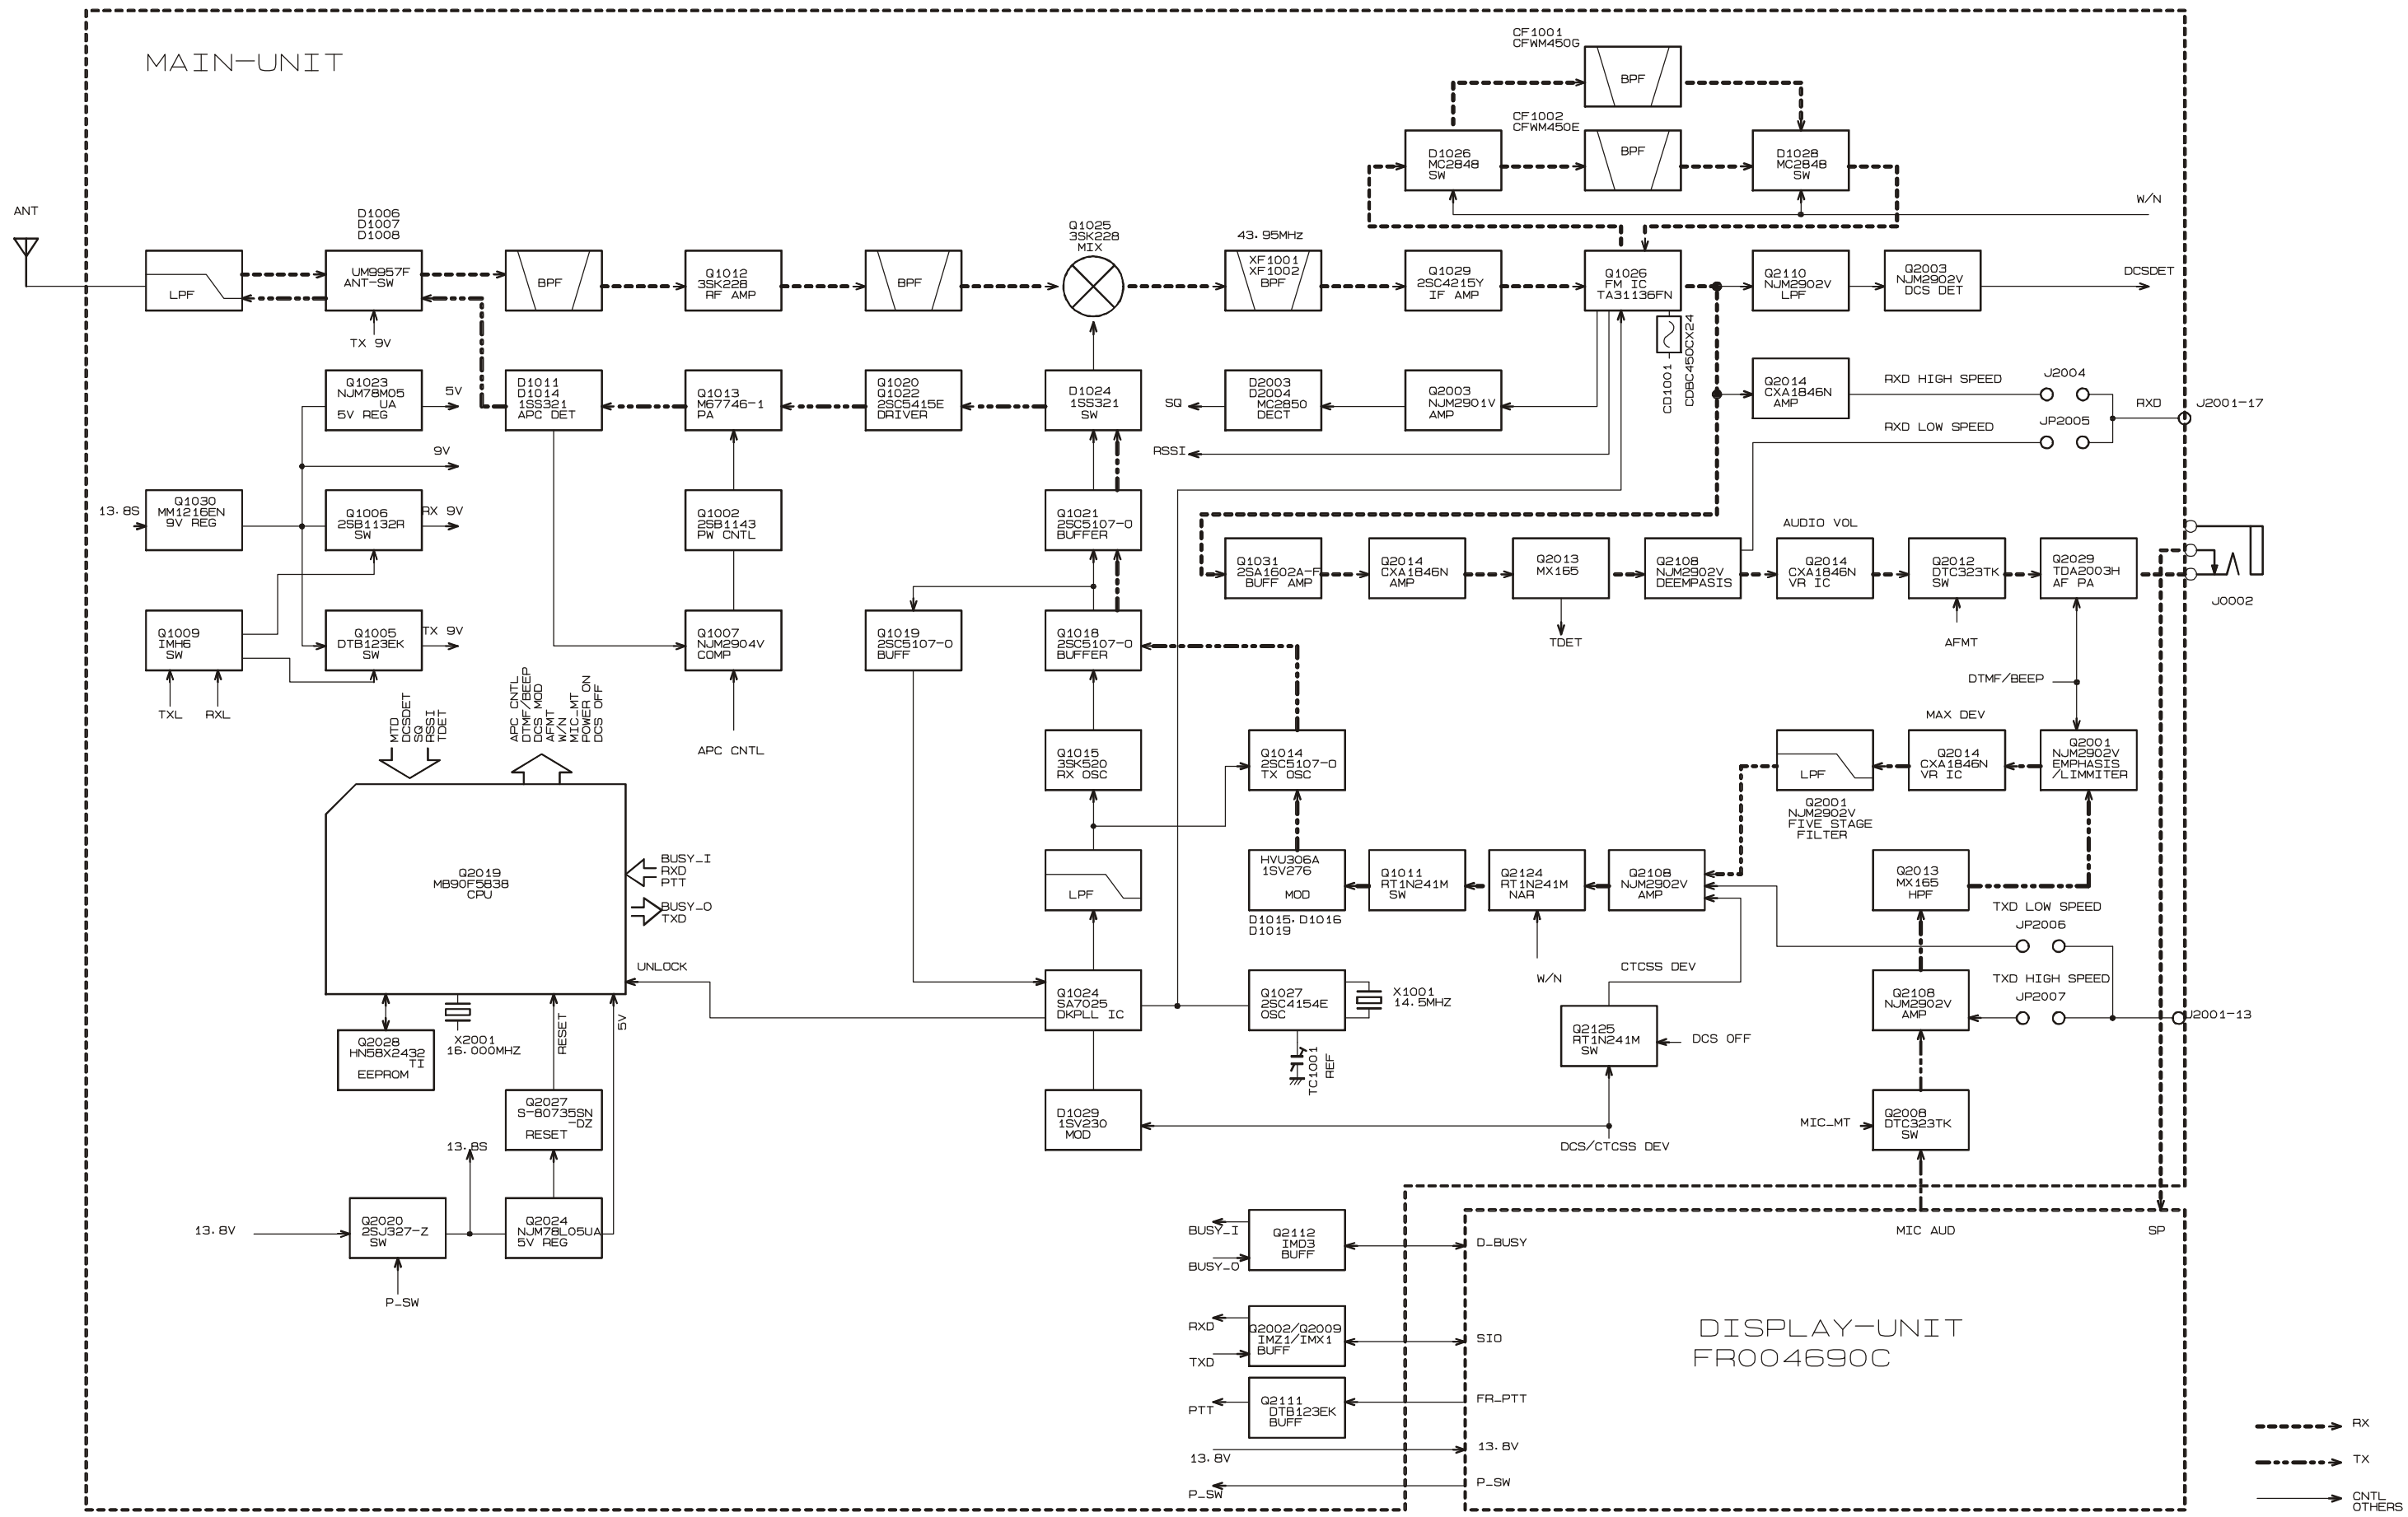 MAIN-UNIT
CF1001
CFWM450G
BPF
CF1002
CFWM450E
BPF
D1026
MC2848
SW
D1028
MC2848
SW
W/N
ANT
LPF
D1006
D1007
D1008
UM9957F
ANT-SW
TX 9V
BPF
Q1012
3SK228
RF AMP
BPF
Q1025
3SK228
MIX
43.95MHz
XF1001
XF1002
BPF
Q1029
2SC4215Y
IF AMP
Q1026
FM IC
TA31136FN
Q2110
NJM2902V
LPF
Q2003
NJM2902V
DCS DET
DCSDET
CD1001
CDBC450CX24
Q1023
NJM78M05
UA
5V REG
5V
D1011
D1014
1SS321
APC DET
Q1013
M67746-1
PA
Q1020
Q1022
2SC5415E
DRIVER
D1024
1SS321
SW
SQ
D2003
D2004
MC2850
DECT
Q2003
NJM2901V
AMP
Q2014
CXA1846N
AMP
RXD HIGH SPEED
J2004
RXD
J2001-17
RXD LOW SPEED
JP2005
9V
RSSI
13.8S
Q1030
MM1216EN
9V REG
Q1006
2SB1132R
SW
RX 9V
Q1002
2SB1143
PW CNTL
Q1021
2SC5107-O
BUFFER
Q1031
2SA1602A-F
BUFF AMP
Q2014
CXA1846N
AMP
Q2013
MX165
TDET
Q2108
NJM2902V
DEEMPASIS
AUDIO VOL
Q2014
CXA1846N
VR IC
Q2012
DTC323TK
SW
AFMT
Q2029
TDA2003H
AF PA
J0002
Q1009
IMH6
SW
TXL
RXL
Q1005
DTB123EK
SW
TX 9V
Q1007
NJM2904V
COMP
APC CNTL
Q1019
2SC5107-O
BUFF
Q1018
2SC5107-O
BUFFER
DTMF/BEEP
MTD
DCSDET
SQ
RSSI
TDET
APC CNTL
DTMF/BEEP
DCS MOD
AFMT
W/N
MIC_MT
POWER ON
DCS OFF
Q1015
3SK520
RX OSC
Q1014
2SC5107-O
TX OSC
LPF
Q2001
NJM2902V
FIVE STAGE
FILTER
MAX DEV
Q2014
CXA1846N
VR IC
Q2001
NJM2902V
EMPHASIS
/LIMMITER
Q2019
MB90F583B
CPU
BUSY_I
RXD
PTT
BUSY_O
TXD
LPF
HVU306A
1SV276
MOD
D1015.D1016
D1019
Q1011
RT1N241M
SW
Q2124
RT1N241M
NAR
W/N
Q2108
NJM2902V
AMP
Q2013
MX165
HPF
TXD LOW SPEED
JP2006
UNLOCK
Q1024
SA7025
DKPLL IC
Q1027
2SC4154E
OSC
X1001
14.5MHZ
TC1001
REF
CTCSS DEV
Q2125
RT1N241M
SW
DCS OFF
Q2108
NJM2902V
AMP
TXD HIGH SPEED
JP2007
J2001-13
X2001
16.000MHZ
RESET
5V
Q2028
HN58X2432
TI
EEPROM
Q2027
S-80735SN
-DZ
RESET
D1029
1SV230
MOD
DCS/CTCSS DEV
MIC_MT
Q2008
DTC323TK
SW
13.8S
13.8V
Q2020
2SJ327-Z
SW
P_SW
Q2024
NJM78L05UA
5V REG
BUSY_I
BUSY_O
Q2112
IMD3
BUFF
D_BUSY
MIC AUD
SP
RXD
TXD
Q2002/Q2009
IMZ1/IMX1
BUFF
SIO
DISPLAY-UNIT
FR004690C
PTT
Q2111
DTB123EK
BUFF
FR_PTT
13.8V
13.8V
P_SW
P_SW
RX
TX
CNTL
OTHERS